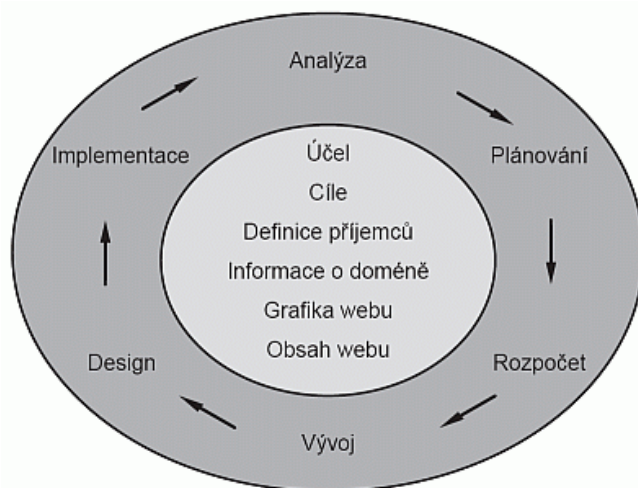 Analýza
Implementace
Plánování
Účel
Cíle
Definice příjemců
Informace o doméně
Grafika webu
Obsah webu
Design
Rozpočet
Vývoj